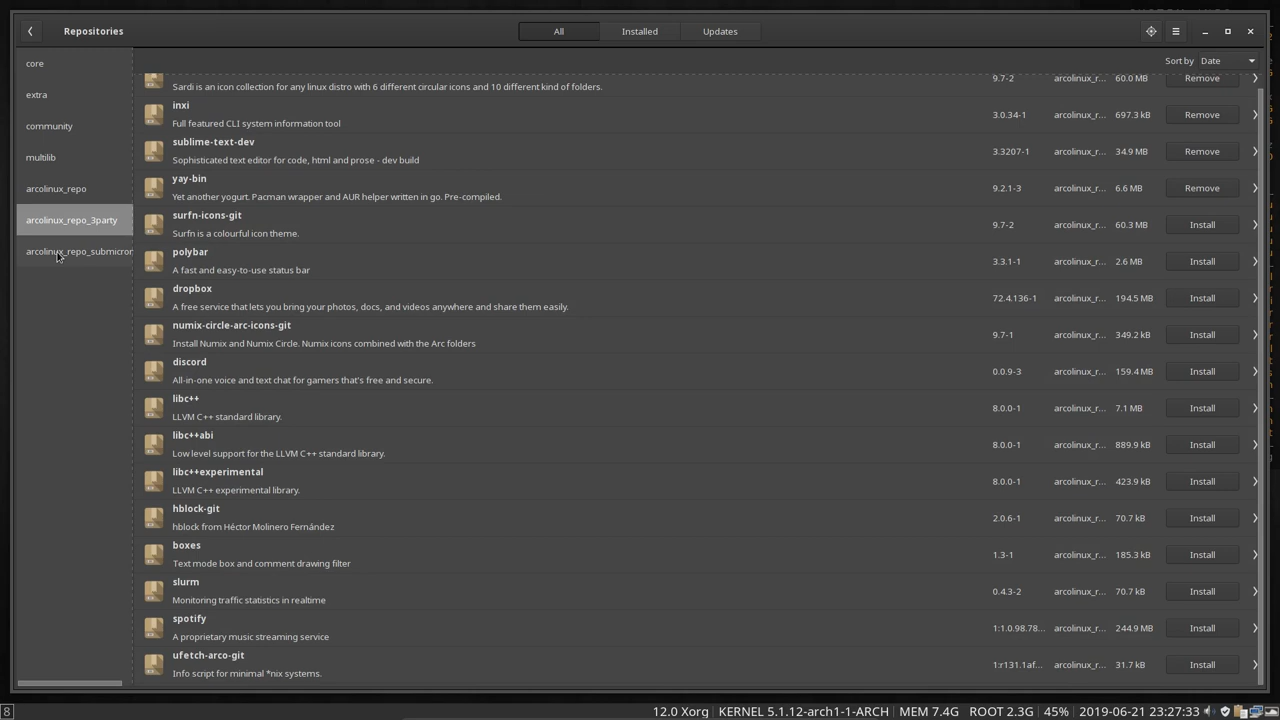 Repositories
All
Installed
Updates
Sort by Date
core
extra
community
multilib
arcolinux_repo
arcolinux_repo_3party
arcolinux_repo_submicron
Sardi is an icon collection for any linux distro with 6 different circular icons and 10 different kind of folders.
9.7-2 arcolinux_r... 60.0 MB Remove
inxi
Full featured CLI system information tool
3.0.34-1 arcolinux_r... 697.3 kB Remove
sublime-text-dev
Sophisticated text editor for code, html and prose - dev build
3.3207-1 arcolinux_r... 34.9 MB Remove
yay-bin
Yet another yogurt. Pacman wrapper and AUR helper written in go. Pre-compiled.
9.2.1-3 arcolinux_r... 6.6 MB Remove
surfn-icons-git
Surfn is a colourful icon theme.
9.7-2 arcolinux_r... 60.3 MB Install
polybar
A fast and easy-to-use status bar
3.3.1-1 arcolinux_r... 2.6 MB Install
dropbox
A free service that lets you bring your photos, docs, and videos anywhere and share them easily.
72.4.136-1 arcolinux_r... 194.5 MB Install
numix-circle-arc-icons-git
Install Numix and Numix Circle. Numix icons combined with the Arc folders
9.7-1 arcolinux_r... 349.2 kB Install
discord
All-in-one voice and text chat for gamers that's free and secure.
0.0.9-3 arcolinux_r... 159.4 MB Install
libc++
LLVM C++ standard library.
8.0.0-1 arcolinux_r... 7.1 MB Install
libc++abi
Low level support for the LLVM C++ standard library.
8.0.0-1 arcolinux_r... 889.9 kB Install
libc++experimental
LLVM C++ experimental library.
8.0.0-1 arcolinux_r... 423.9 kB Install
hblock-git
hblock from Héctor Molinero Fernández
2.0.6-1 arcolinux_r... 70.7 kB Install
boxes
Text mode box and comment drawing filter
1.3-1 arcolinux_r... 185.3 kB Install
slurm
Monitoring traffic statistics in realtime
0.4.3-2 arcolinux_r... 70.7 kB Install
spotify
A proprietary music streaming service
1:1.0.98.78... arcolinux_r... 244.9 MB Install
ufetch-arco-git
Info script for minimal *nix systems.
1:r131.1af... arcolinux_r... 31.7 kB Install
8
12.0 Xorg | KERNEL 5.1.12-arch1-1-ARCH | MEM 7.4G | ROOT 2.3G | 45% | 2019-06-21 23:27:33